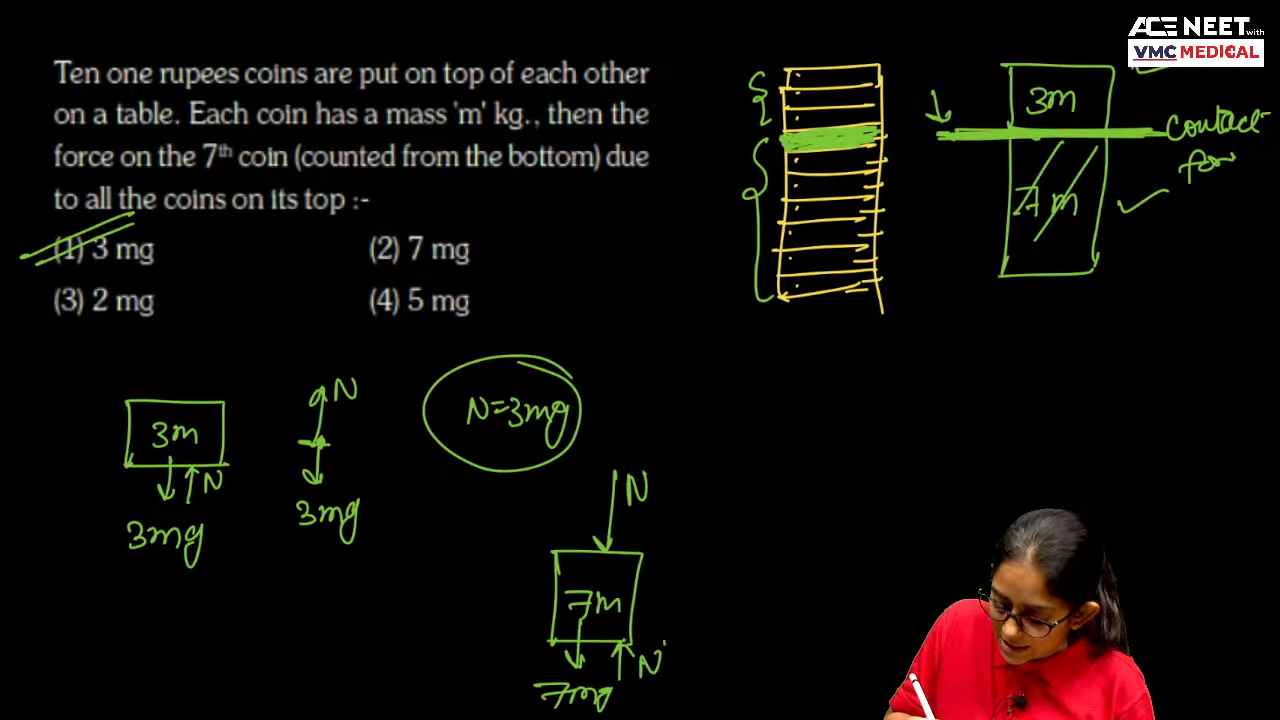 ACE NEET with
VMC MEDICAL
Ten one rupees coins are put on top of each other
on a table. Each coin has a mass 'm' kg., then the
force on the 7th coin (counted from the bottom) due
to all the coins on its top :-
(1) 3 mg (2) 7 mg
(3) 2 mg (4) 5 mg
3m
Contact
7m
3m
N
3mg
N
3mg
N=3mg
N
7m
N'
7mg